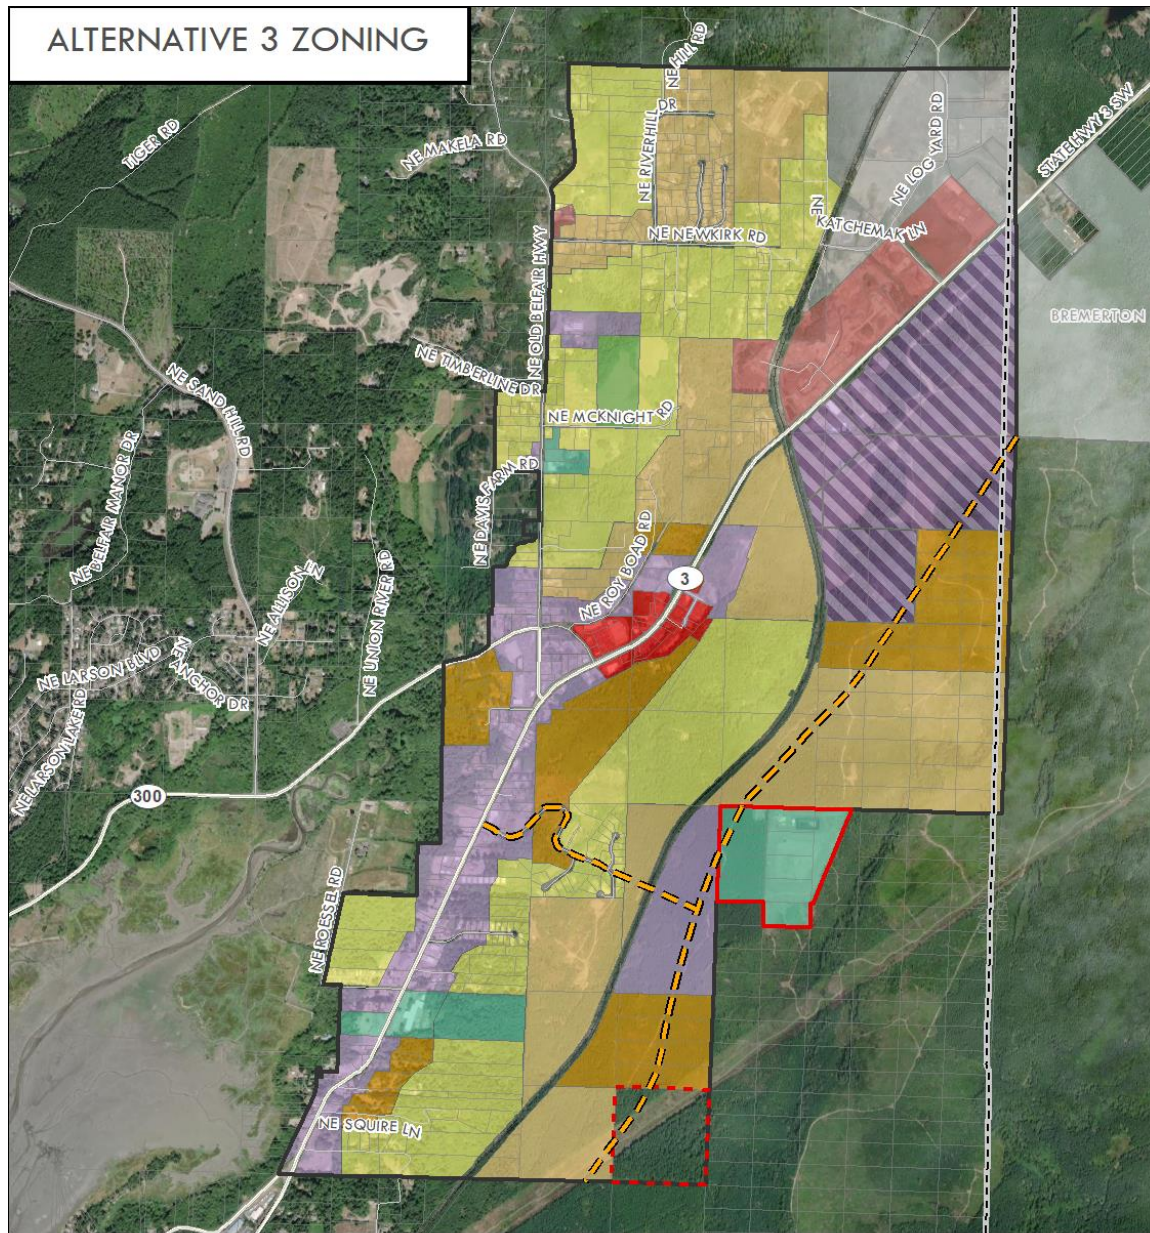 ALTERNATIVE 3 ZONING
NE HILL RD
TIGER RD
NE MAKELA RD
NE RIVERHILL DR
NE LOG YARD RD
STATE HWY 3 SW
NE KATCHEMAK LN
NE NEWKIRK RD
NE OLD BELFAIR HWY
BREMERTON
NE TIMBERLINE DR
NE SAND HILL RD
NE MCKNIGHT RD
NE BELFAIR MANOR DR
NE DAVIS FARM RD
NE ROY BOAD RD
3
NE ALLISON LN
NE UNION RIVER RD
NE LARSON BLVD
NE ANCHOR DR
NE LARSON LAKE RD
300
NE ROESSEL RD
NE SQUIRE LN